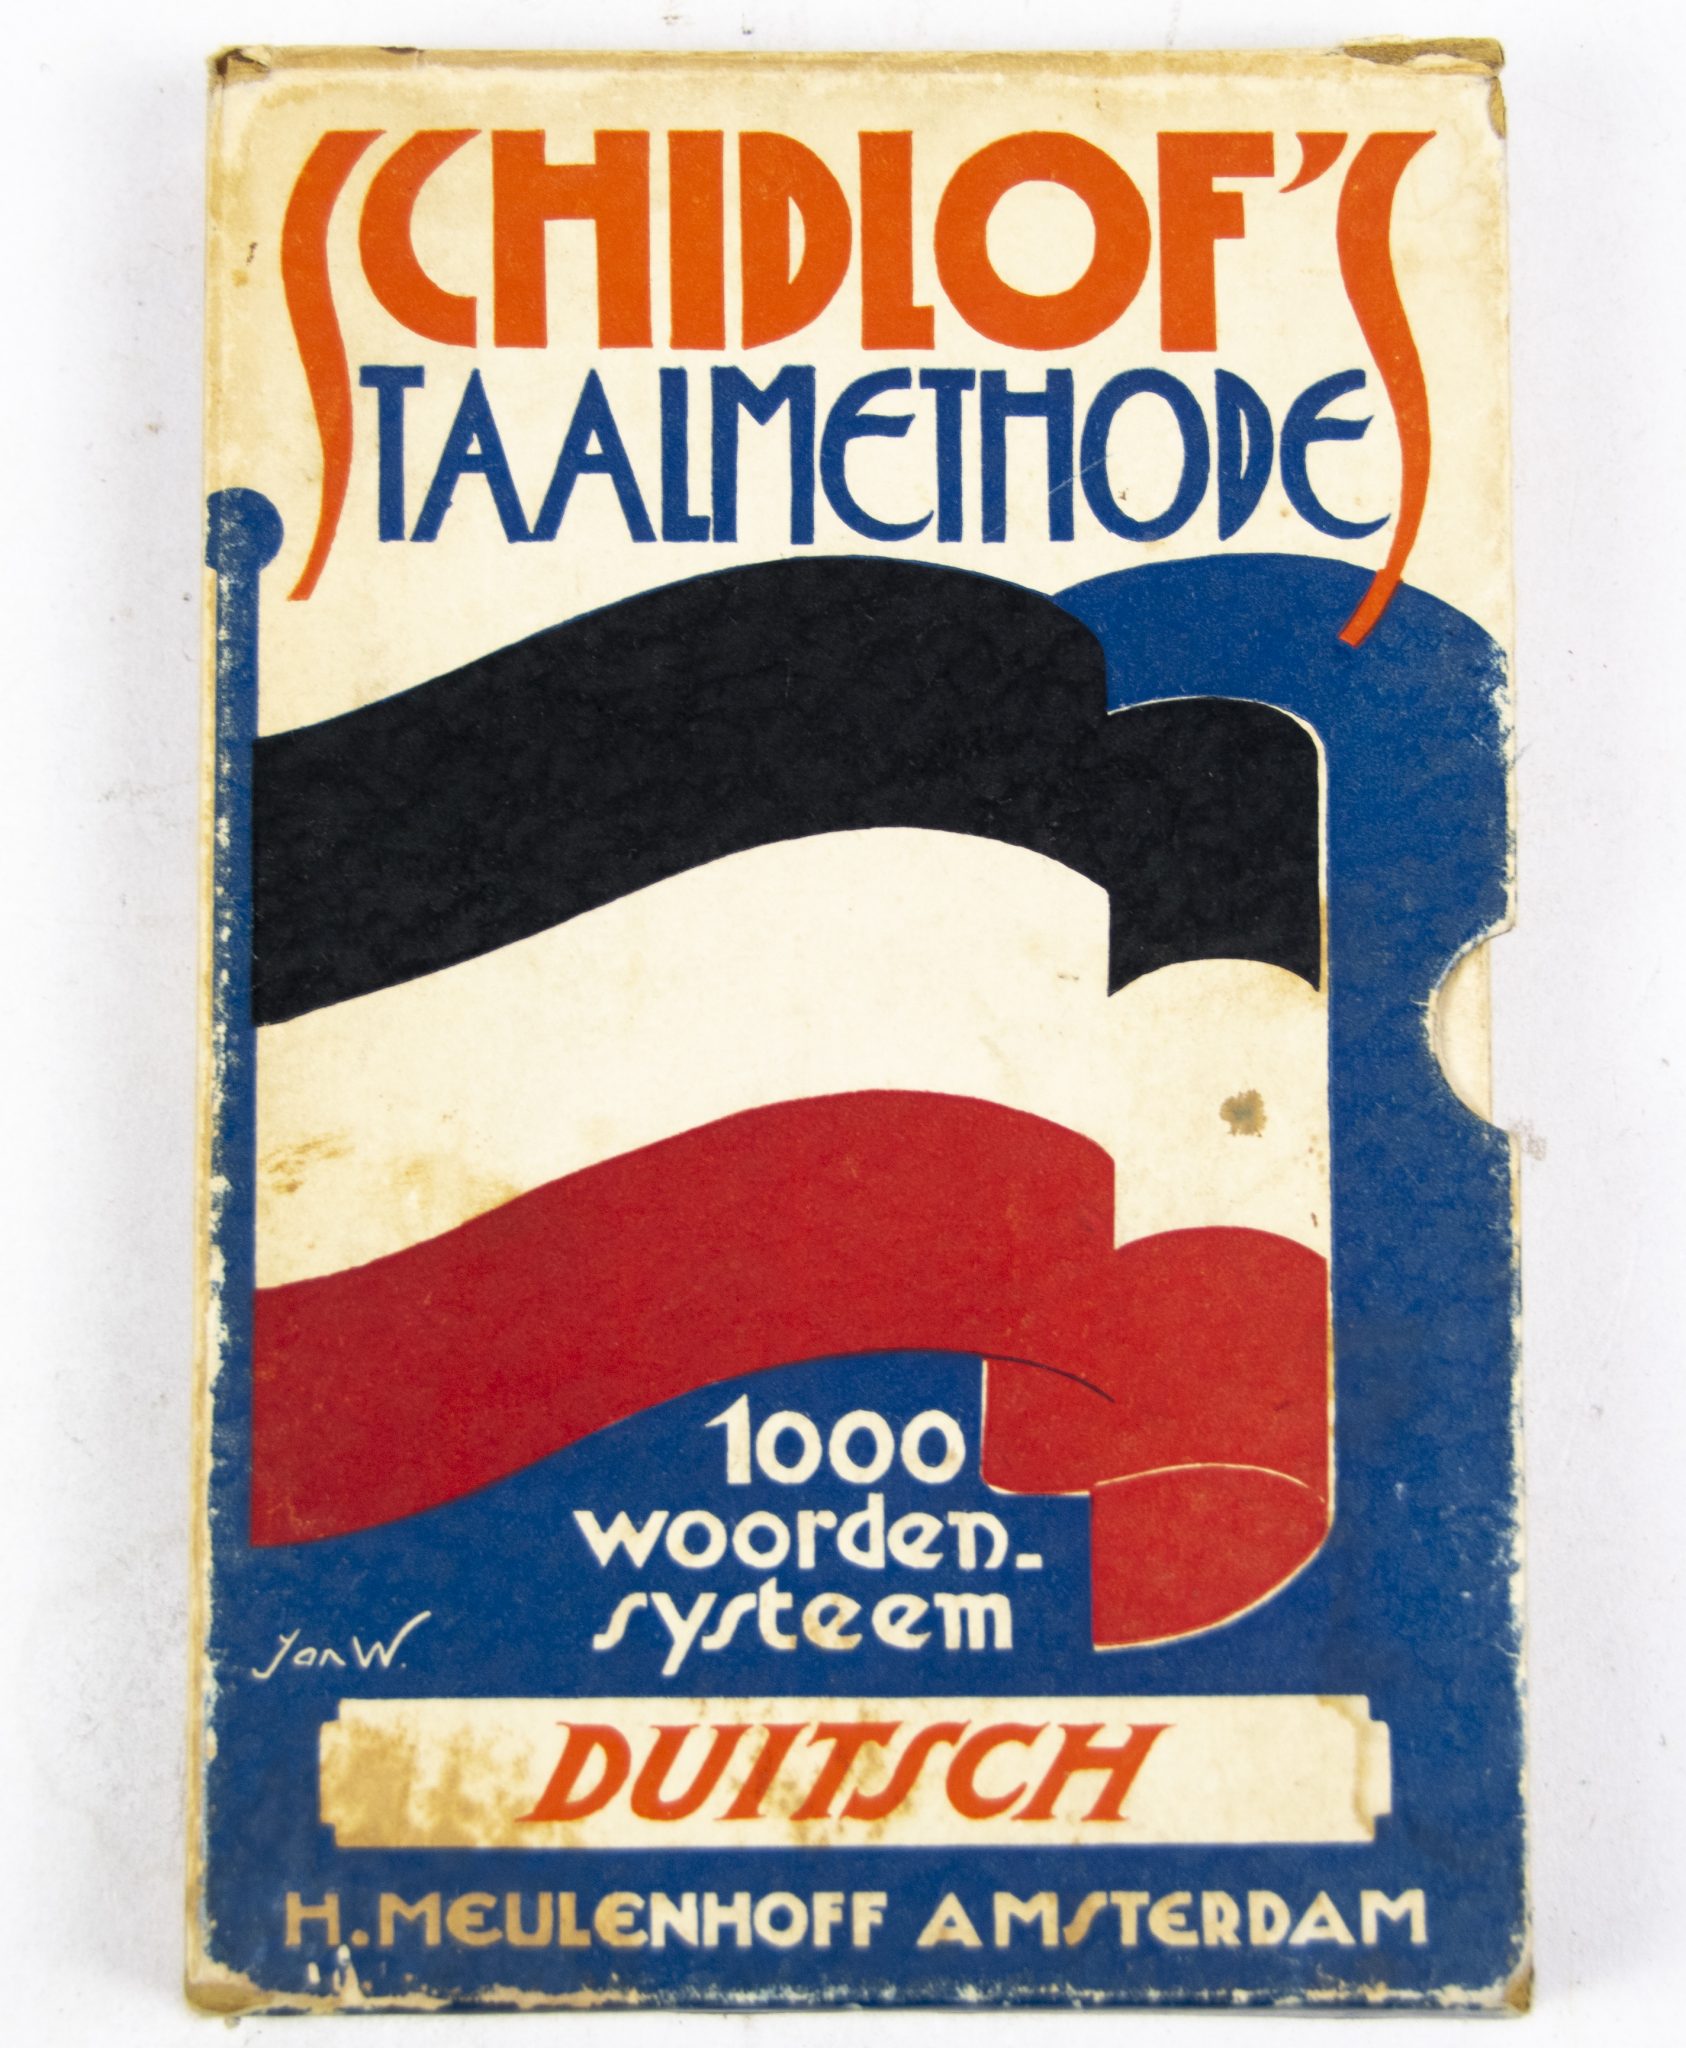 SCHIDLOF'S
TAALMETHODE
1000
woorden-
systeem
Jan W.
DUITSCH
H. MEULENHOFF AMSTERDAM